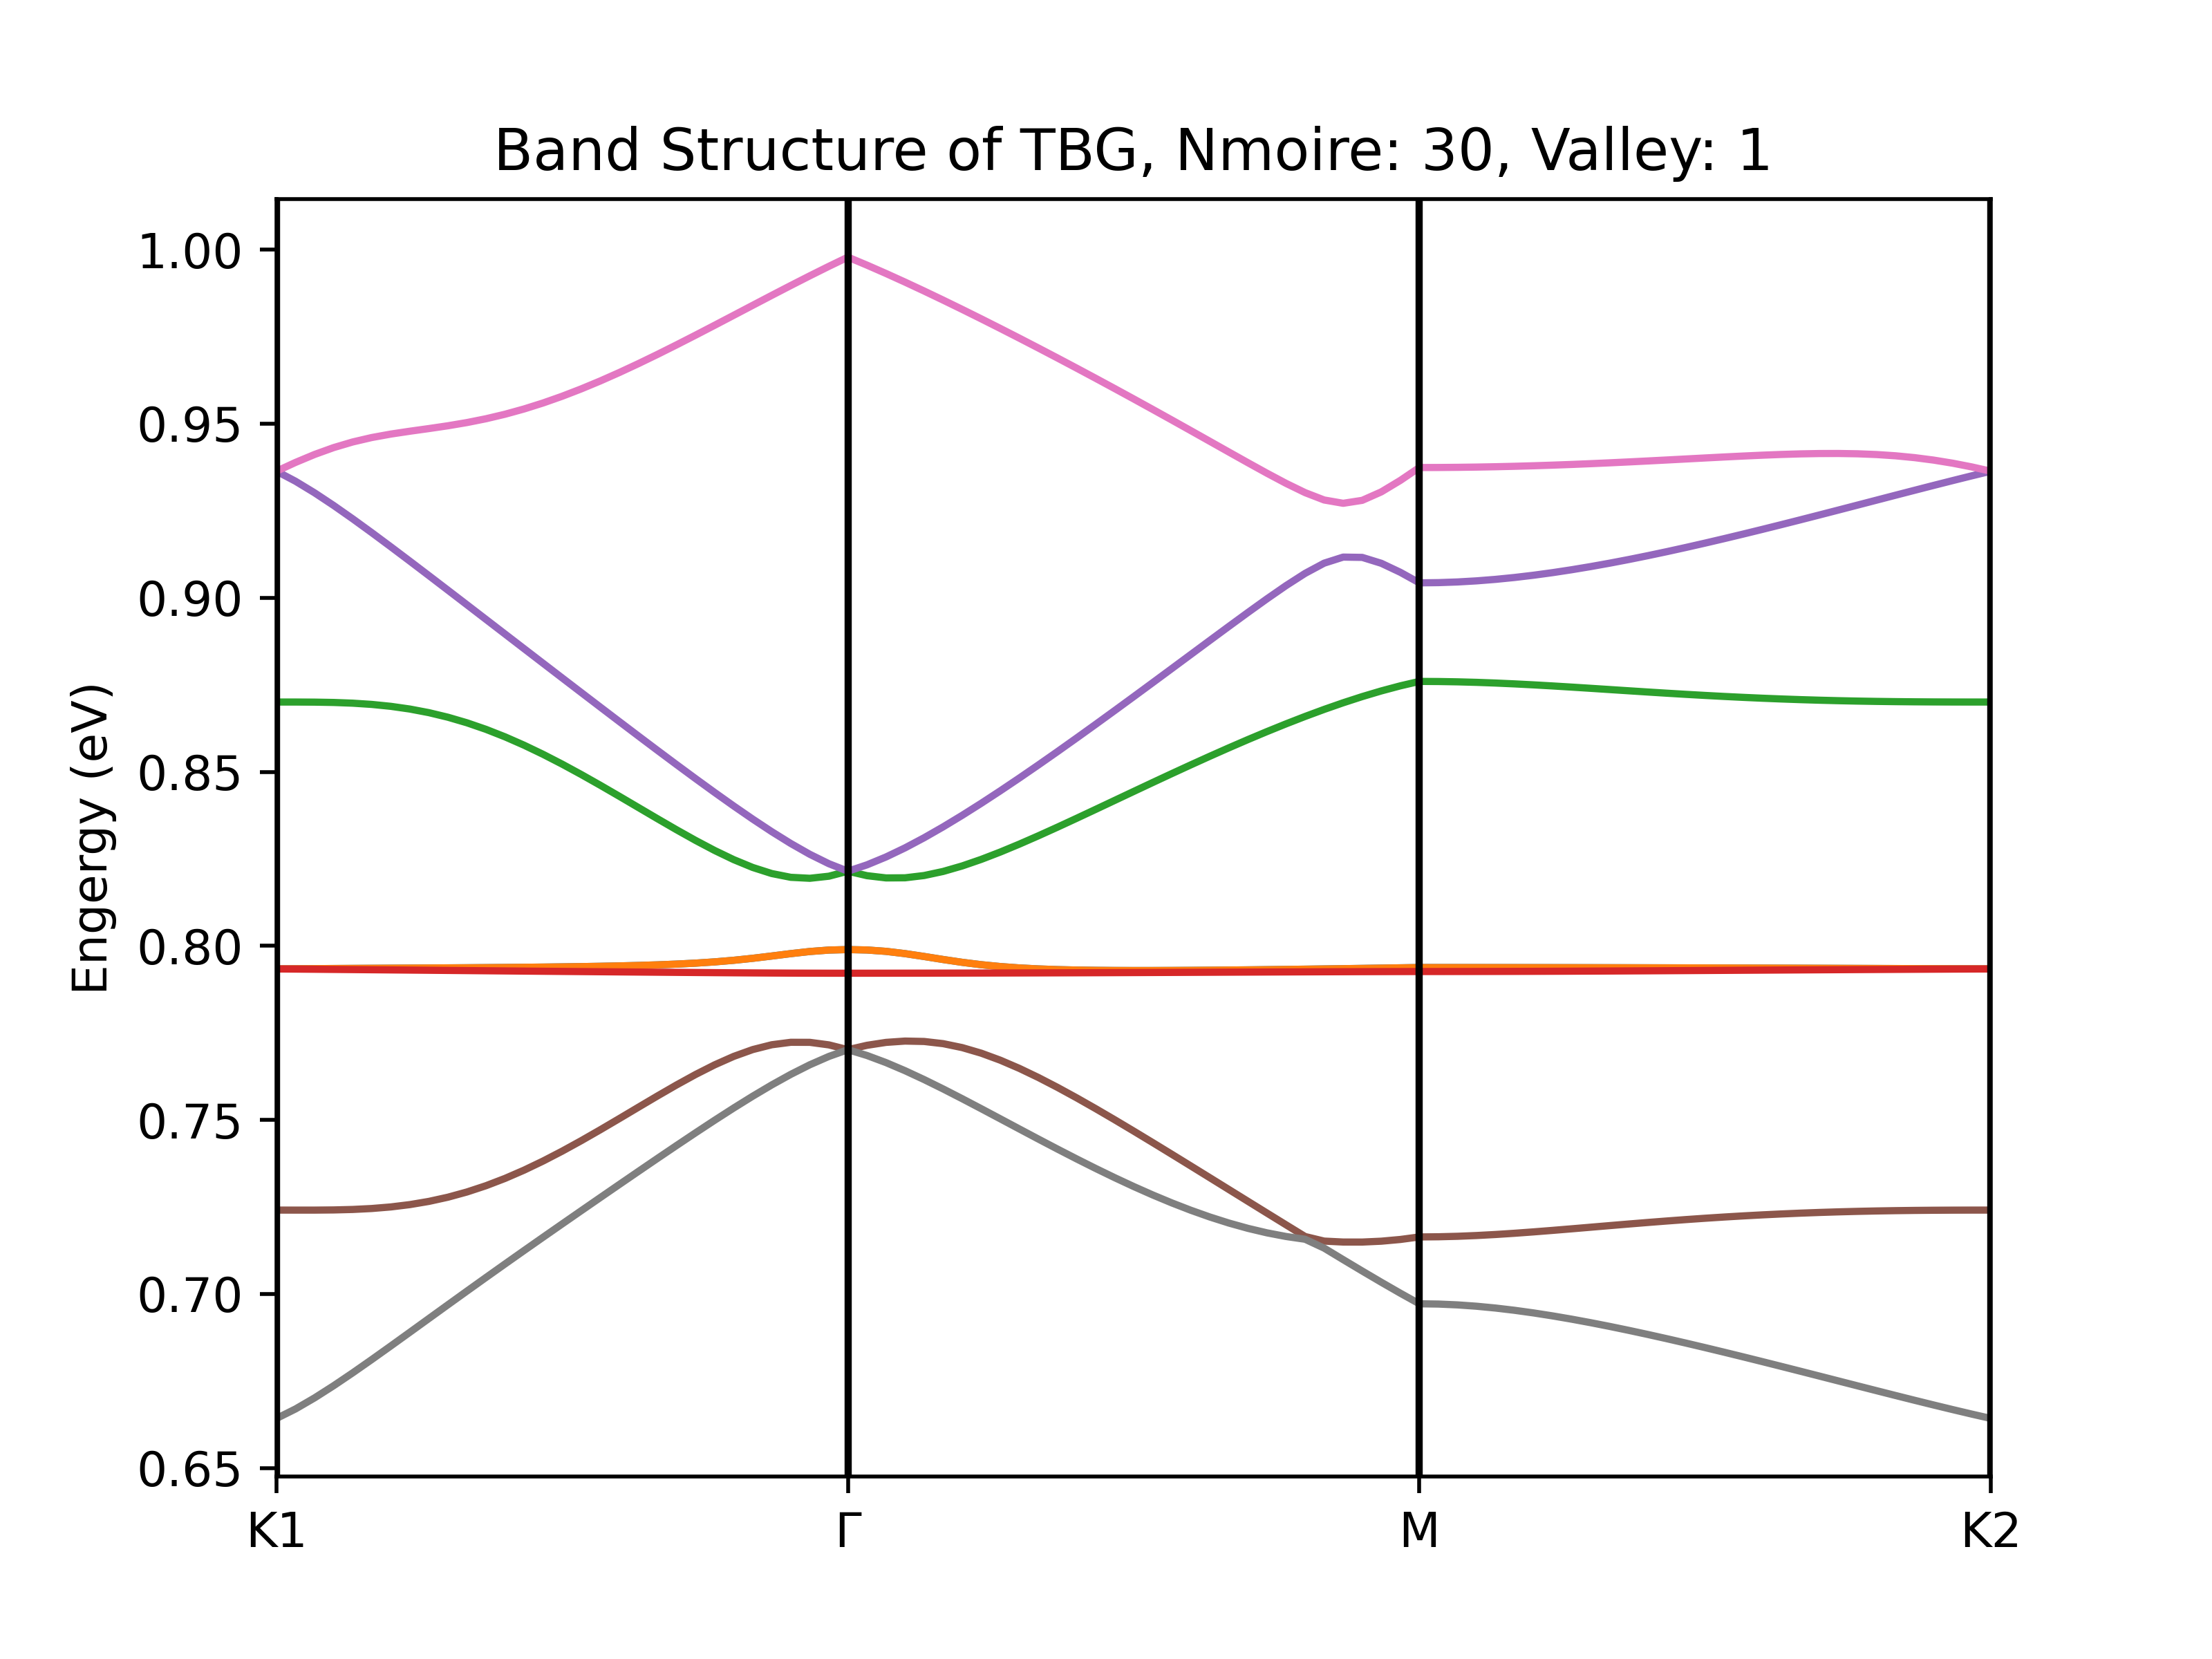 Band Structure of TBG, Nmoire: 30, Valley: 1
Engergy (eV)
1.00
0.95
0.90
0.85
0.80
0.75
0.70
0.65
K1
Γ
M
K2